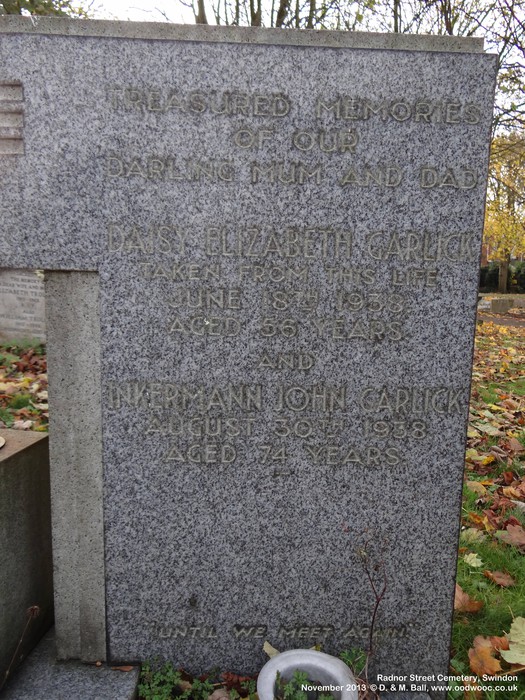 TREASURED MEMORIES
OF OUR
DARLING MUM AND DAD
DAISY ELIZABETH GARLICK
TAKEN FROM THIS LIFE
JUNE 18TH 1938
AGED 56 YEARS
AND
INKERMANN JOHN GARLICK
AUGUST 30TH 1938
AGED 74 YEARS
"UNTIL WE MEET AGAIN"
Radnor Street Cemetery, Swindon
November 2013 © D. & M. Ball, www.oodwooc.co.uk